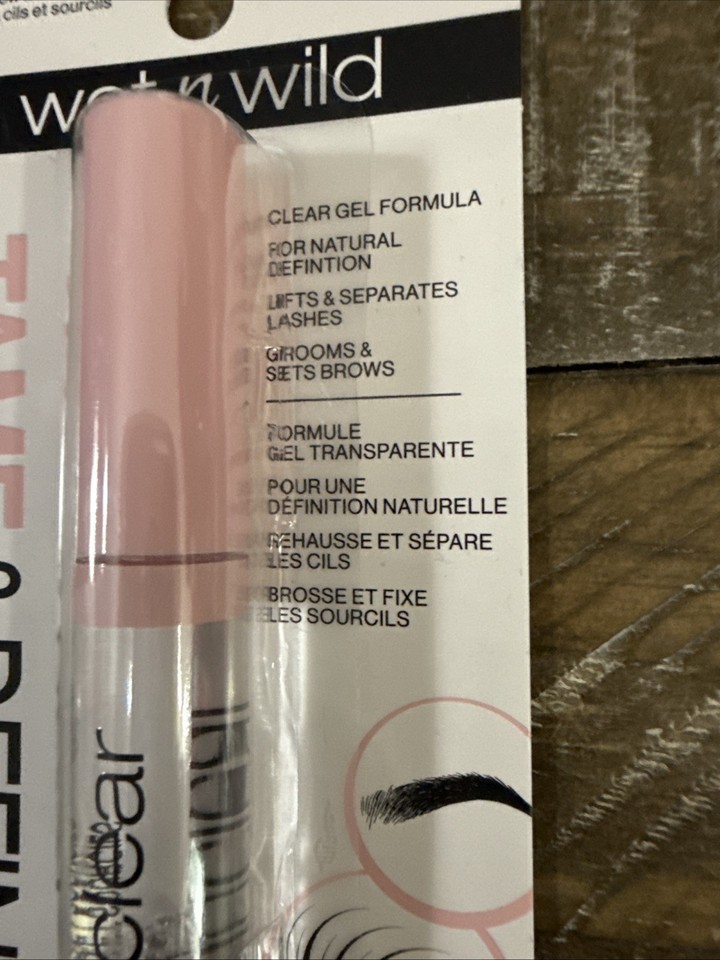 cils et sourcils
wet n wild
CLEAR GEL FORMULA
FOR NATURAL
DEFINTION
LIFTS & SEPARATES
LASHES
GROOMS &
SETS BROWS
FORMULE
GEL TRANSPARENTE
POUR UNE
DÉFINITION NATURELLE
REHAUSSE ET SÉPARE
LES CILS
BROSSE ET FIXE
LES SOURCILS
TAME &
clear